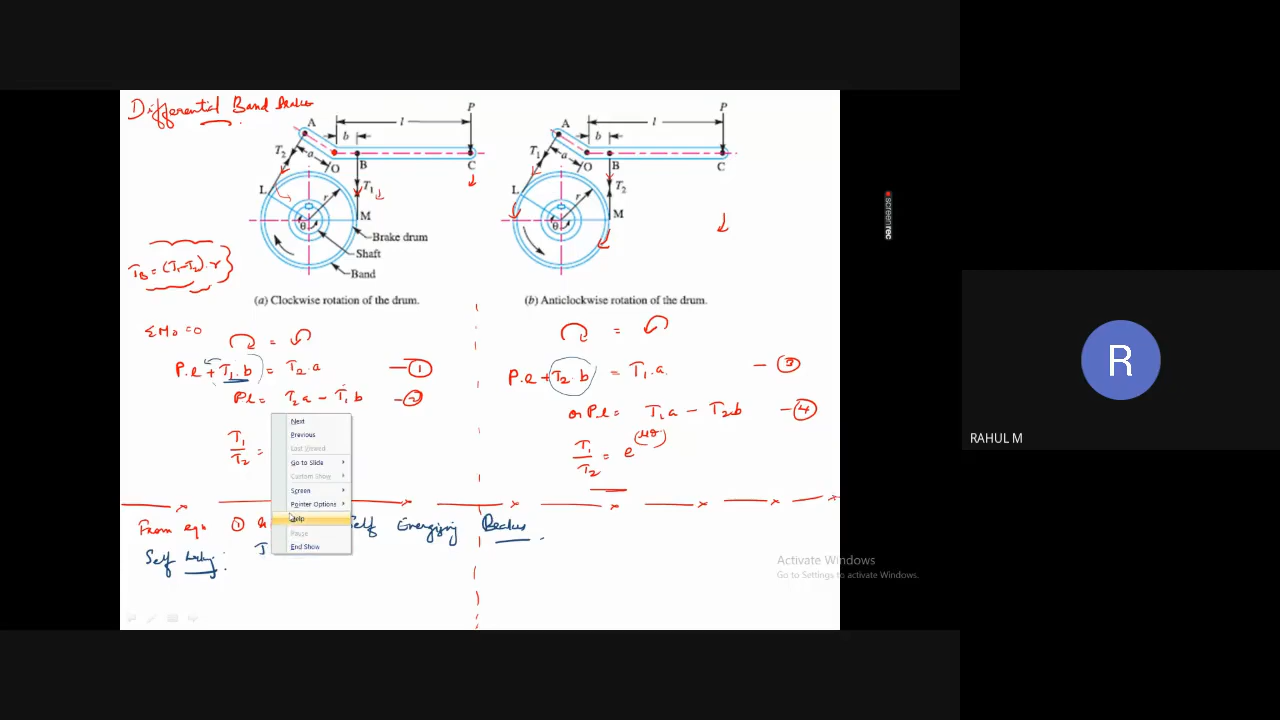 Differential Band Brakes
P
l
A
b
T2
a
O
B
C
T1
L
r
M
θ
Brake drum
Shaft
Band
(a) Clockwise rotation of the drum.
P
l
A
b
T1
a
O
B
C
T2
L
M
θ
(b) Anticlockwise rotation of the drum.
TB = (T1-T2).r
ΣMo = 0
=
P.l + T1.b = T2.a — 1
Pl = T2a - T1b - 2
T1/T2 =
=
P.l + T2.b = T1.a. — 3
or P.l = T1a - T2b - 4
T1/T2 = e^(μθ)
Next
Previous
Last Viewed
Go to Slide
Custom Show
Screen
Pointer Options
Help
Pause
End Show
From eqn 1 Self Energizing Brakes
Self locking:
screenrec
R
RAHUL M
Activate Windows
Go to Settings to activate Windows.